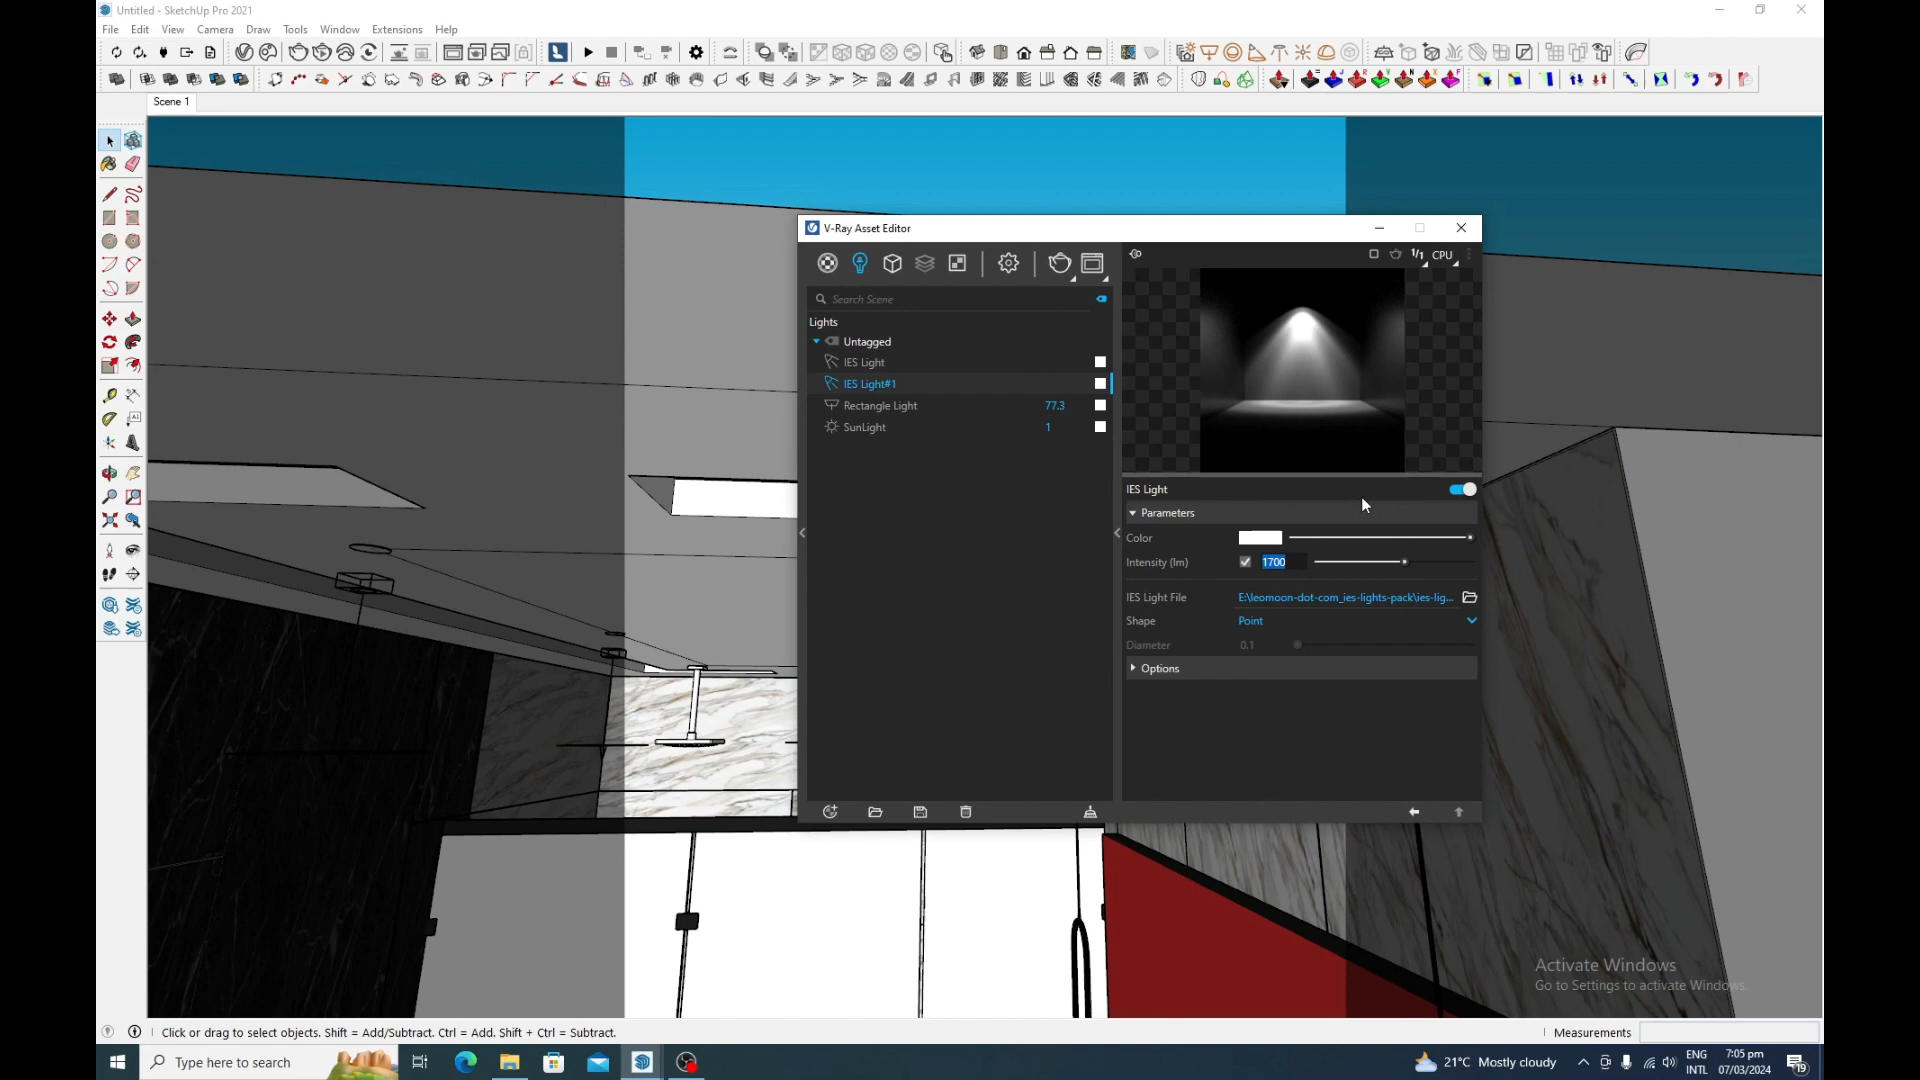 Untitled - SketchUp Pro 2021
File Edit View Camera Draw Tools Window Extensions Help
Scene 1
V-Ray Asset Editor
1/1 CPU
Search Scene
Lights
Untagged
IES Light
IES Light#1
Rectangle Light 77.3
SunLight 1
IES Light
Parameters
Color
Intensity (lm) 1700
IES Light File E:\leomoon-dot-com_ies-lights-pack\ies-lig...
Shape Point
Diameter 0.1
Options
Activate Windows
Go to Settings to activate Windows.
Click or drag to select objects. Shift = Add/Subtract. Ctrl = Add. Shift + Ctrl = Subtract.
Measurements
Type here to search
21°C Mostly cloudy
ENG
INTL
7:05 pm
07/03/2024
19